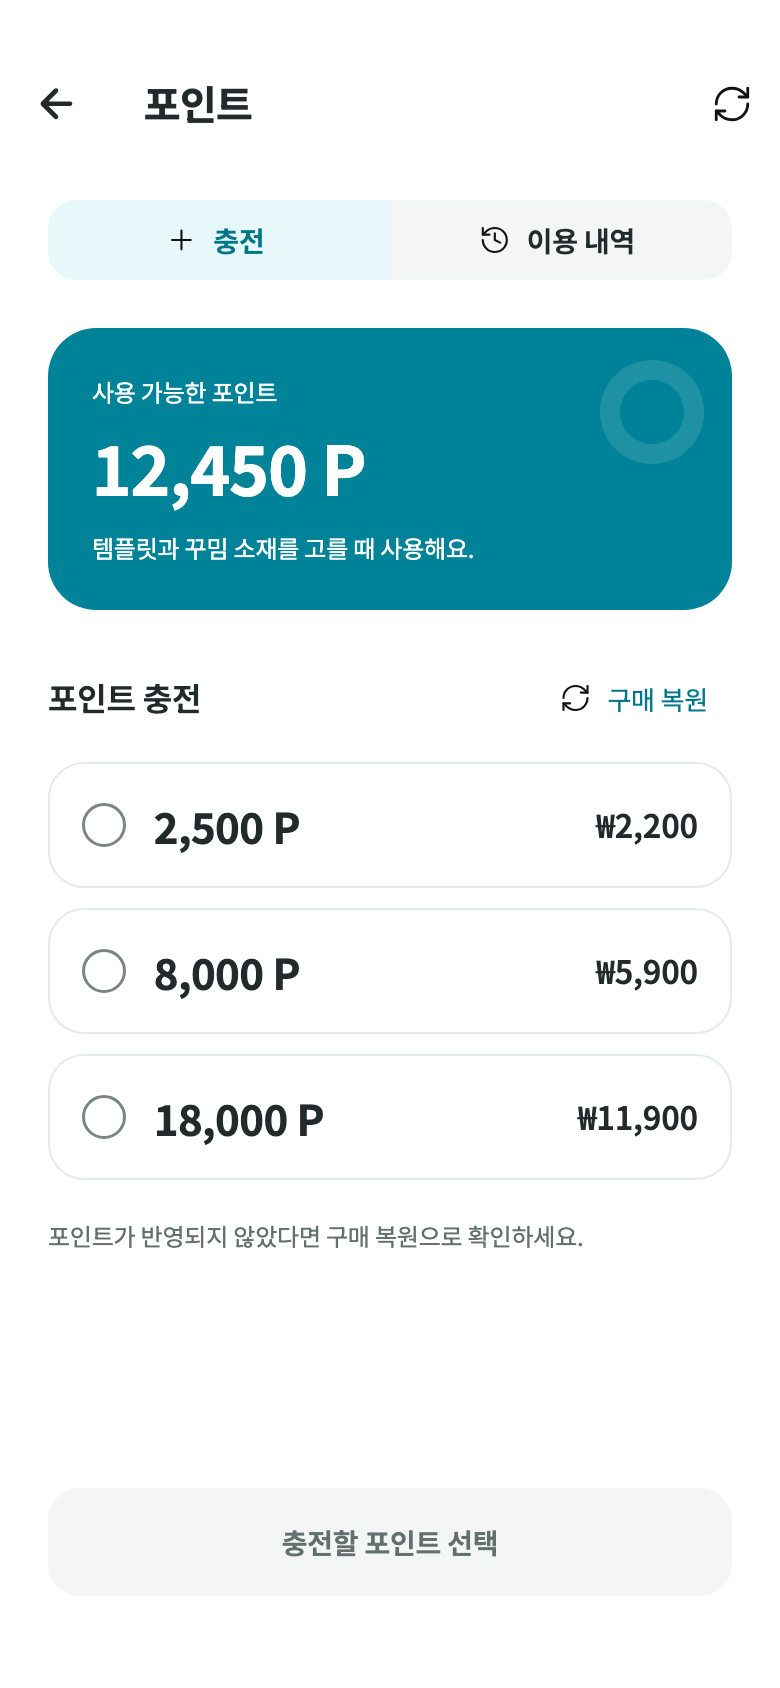 포인트
충전
이용 내역
사용 가능한 포인트
12,450 P
템플릿과 꾸밈 소재를 고를 때 사용해요.
포인트 충전
구매 복원
2,500 P
₩2,200
8,000 P
₩5,900
18,000 P
₩11,900
포인트가 반영되지 않았다면 구매 복원으로 확인하세요.
충전할 포인트 선택